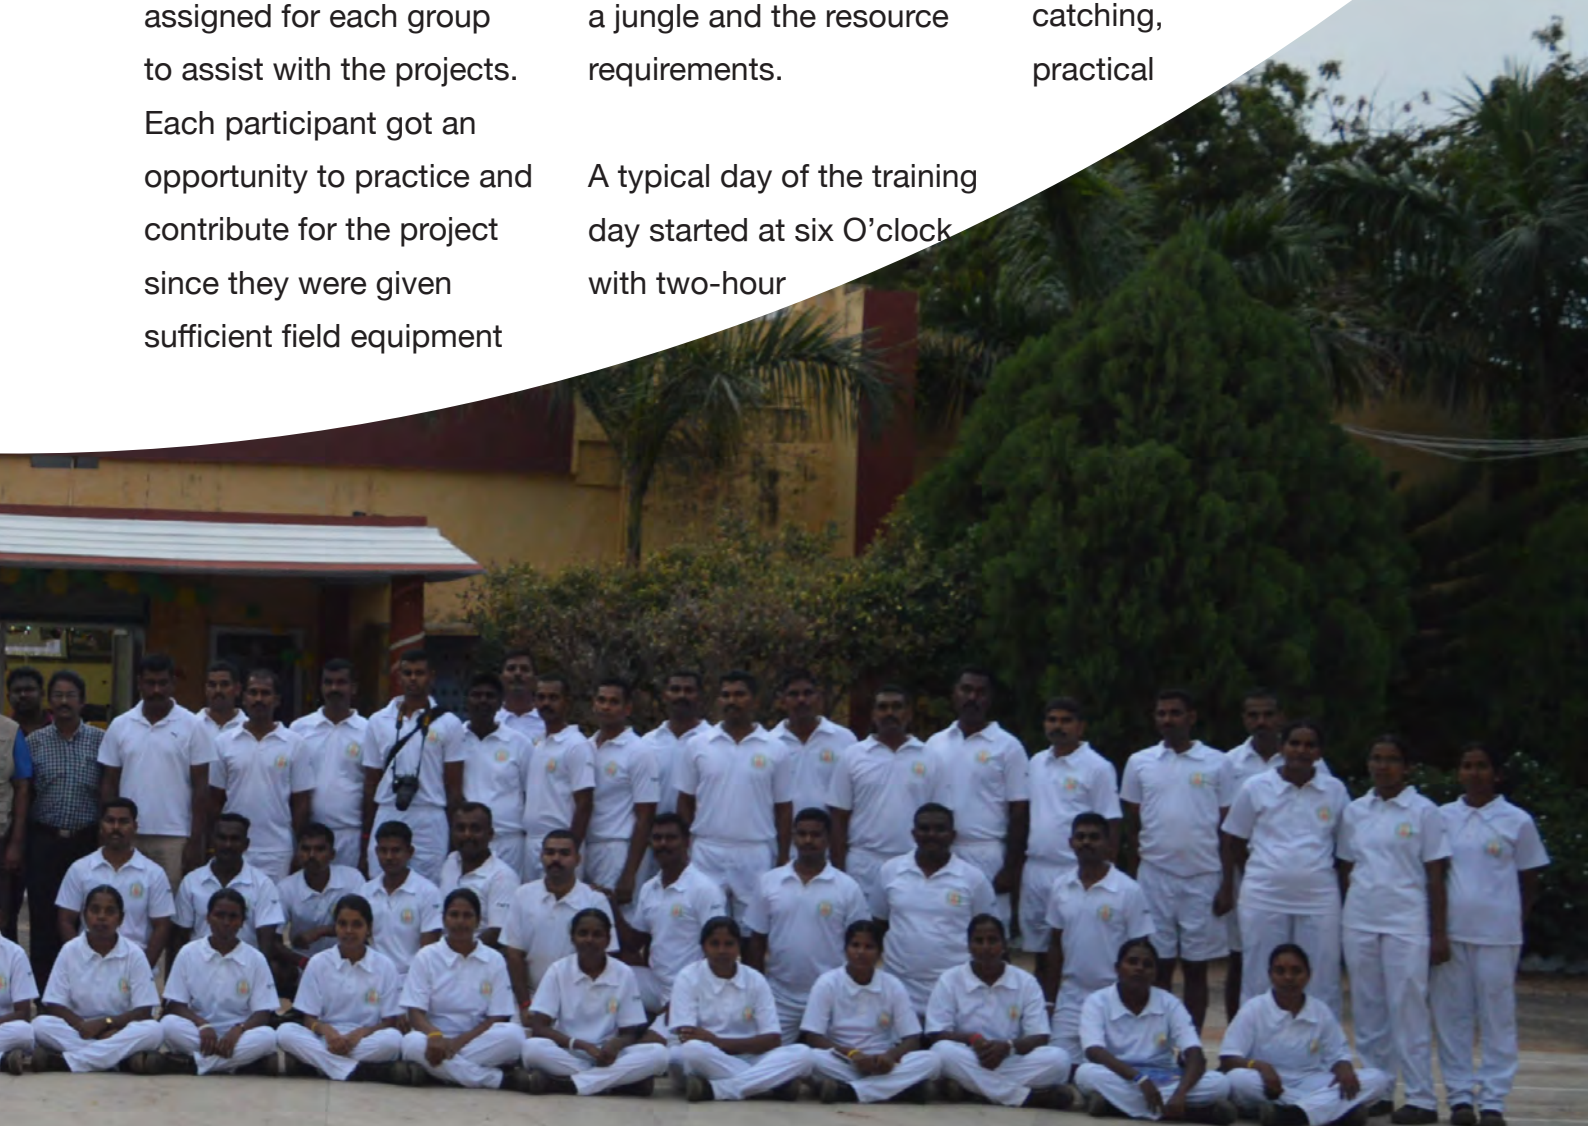 assigned for each group
to assist with the projects.
Each participant got an
opportunity to practice and
contribute for the project
since they were given
sufficient field equipment
a jungle and the resource
requirements.
A typical day of the training
day started at six O’clock
with two-hour
catching,
practical